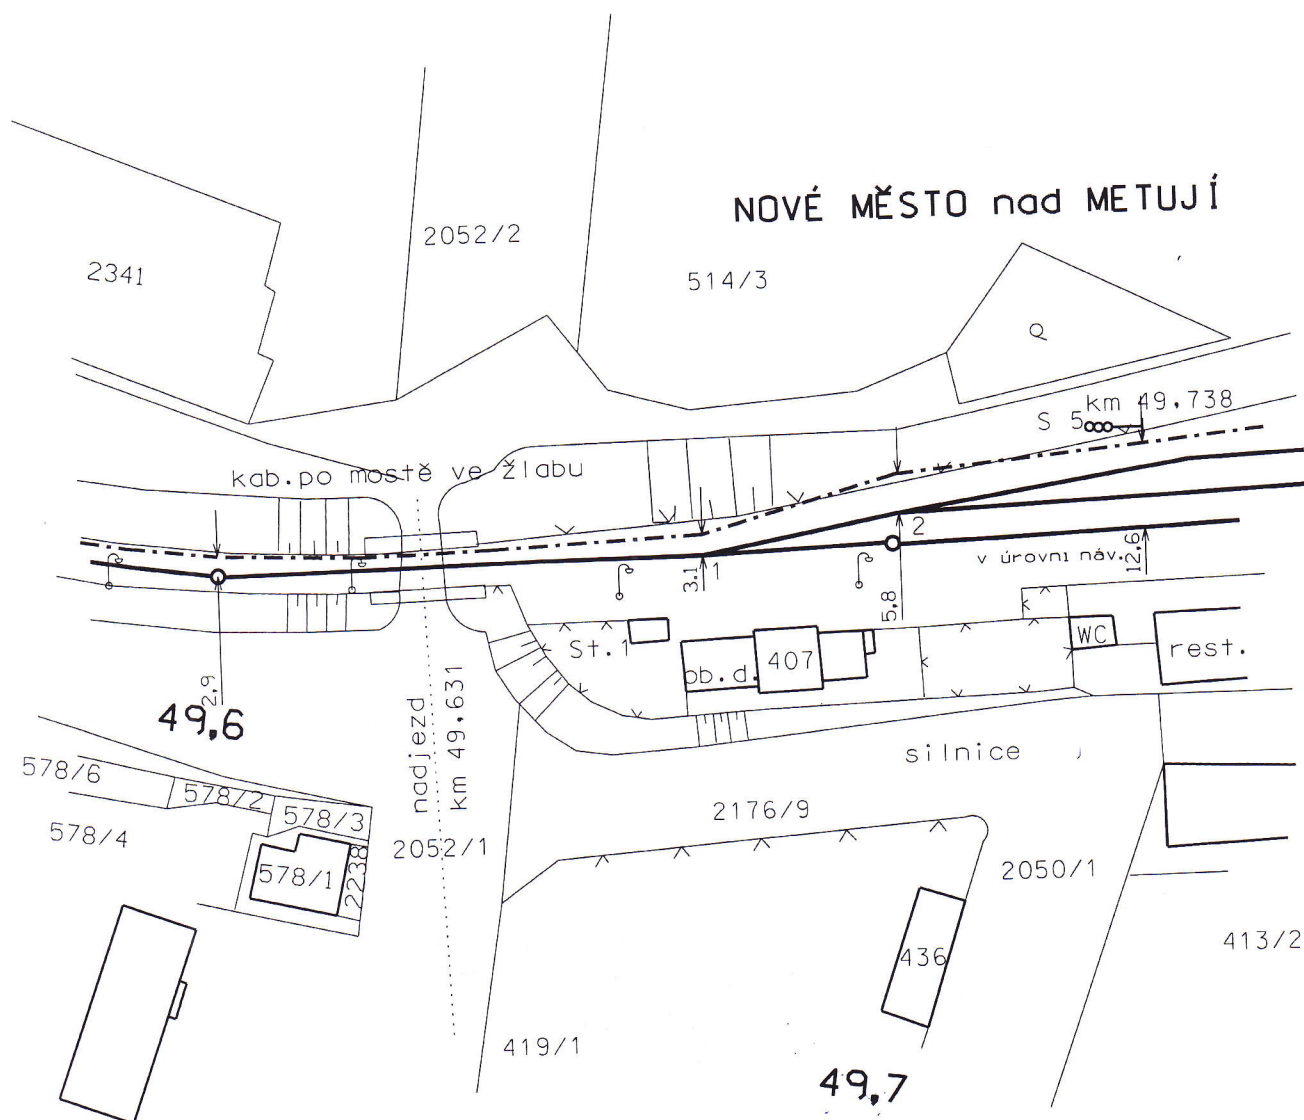 NOVÉ MĚSTO nad METUJÍ
2052/2
2341
514/3
km 49,738
S 5
kab.po mostě ve žlabu
2
v úrovni náv.
12,6
1
3,1
5,8
St.1
ob.d.
407
WC
rest.
2,9
49,6
nadjezd
km 49,631
silnice
578/6
578/2
578/3
578/4
2176/9
2052/1
578/1
2238
2050/1
436
413/2
419/1
49,7